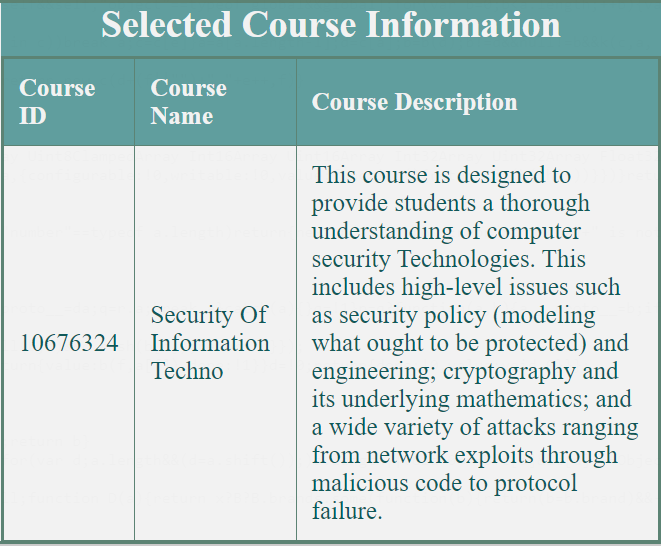 Selected Course Information
Course
ID
Course
Name
Course Description
10676324
Security Of
Information
Techno
This course is designed to
provide students a thorough
understanding of computer
security Technologies. This
includes high-level issues such
as security policy (modeling
what ought to be protected) and
engineering; cryptography and
its underlying mathematics; and
a wide variety of attacks ranging
from network exploits through
malicious code to protocol
failure.